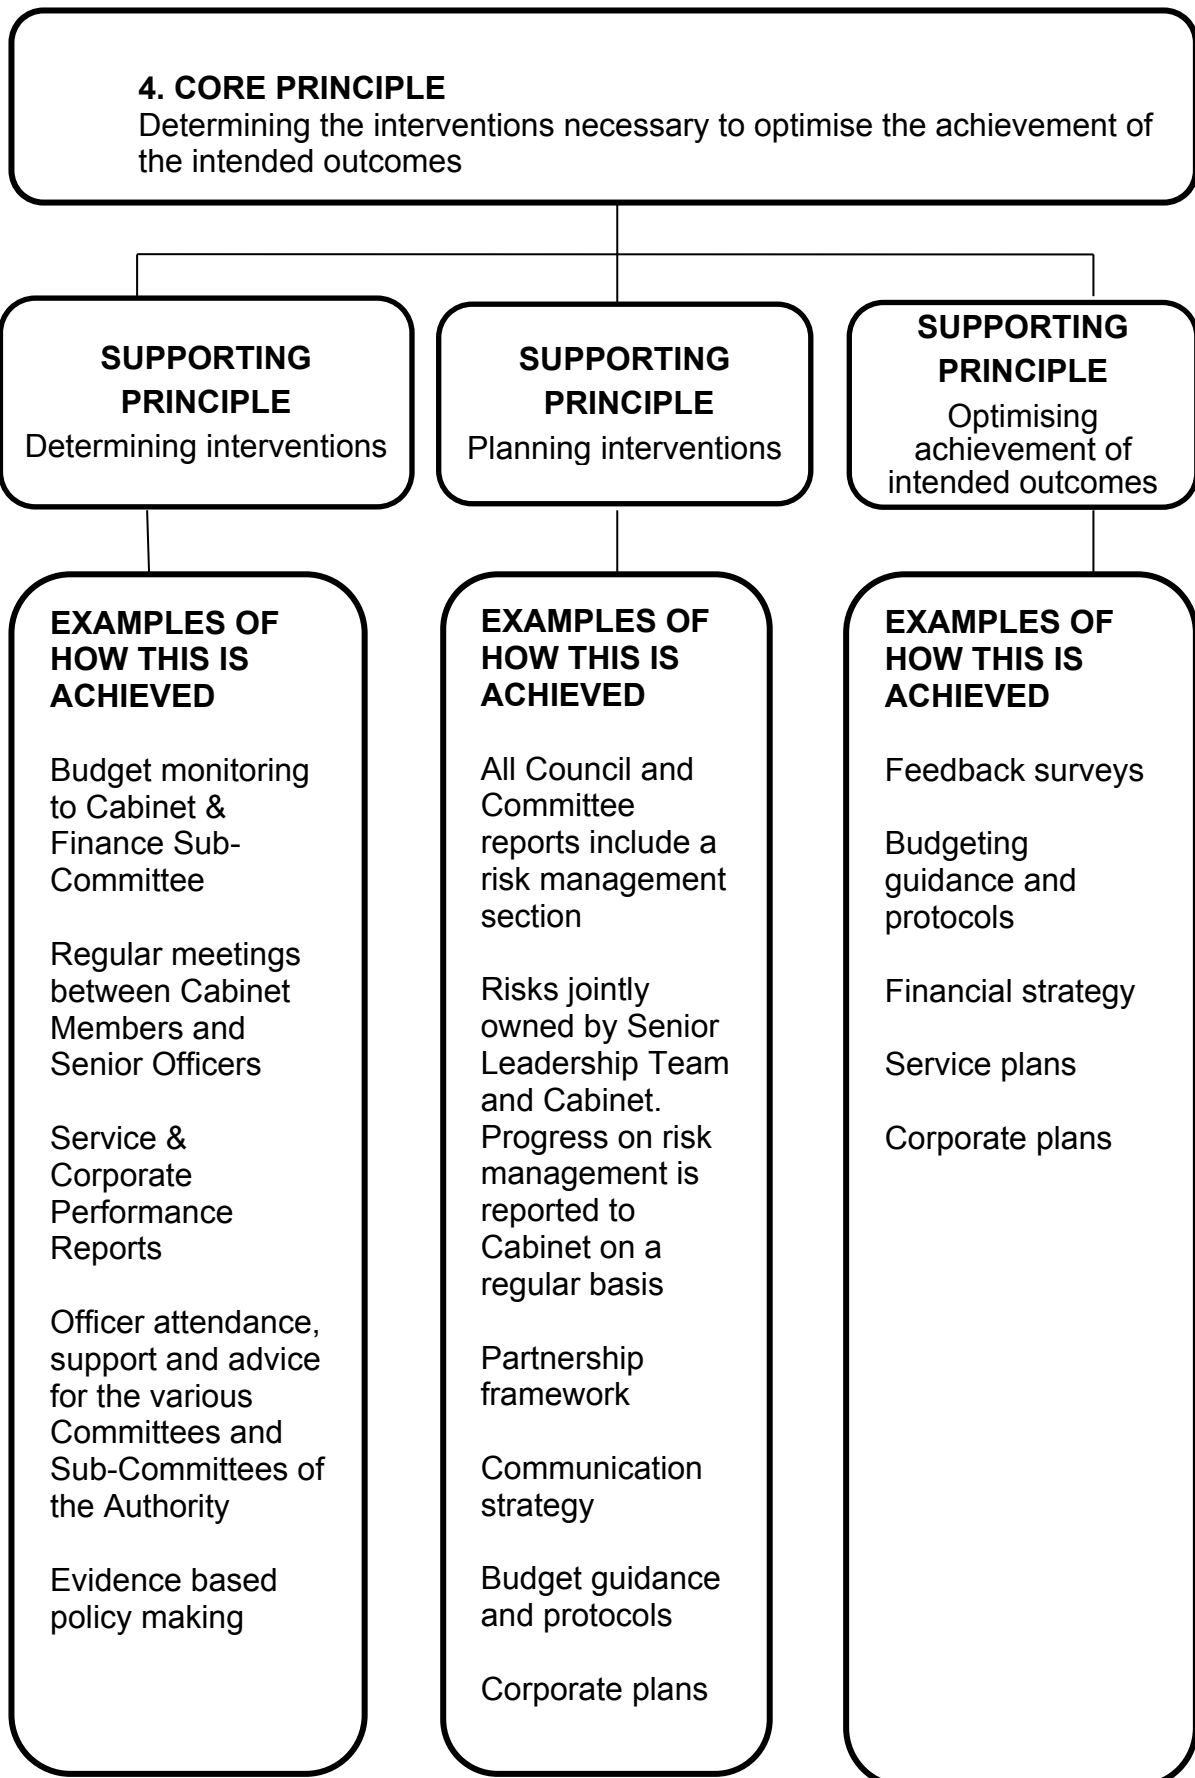 4. CORE PRINCIPLE
Determining the interventions necessary to optimise the achievement of
the intended outcomes
SUPPORTING
PRINCIPLE
Determining interventions
SUPPORTING
PRINCIPLE
Planning interventions
SUPPORTING
PRINCIPLE
Optimising
achievement of
intended outcomes
EXAMPLES OF
HOW THIS IS
ACHIEVED
Budget monitoring
to Cabinet &
Finance Sub-
Committee
Regular meetings
between Cabinet
Members and
Senior Officers
Service &
Corporate
Performance
Reports
Officer attendance,
support and advice
for the various
Committees and
Sub-Committees of
the Authority
Evidence based
policy making
EXAMPLES OF
HOW THIS IS
ACHIEVED
All Council and
Committee
reports include a
risk management
section
Risks jointly
owned by Senior
Leadership Team
and Cabinet.
Progress on risk
management is
reported to
Cabinet on a
regular basis
Partnership
framework
Communication
strategy
Budget guidance
and protocols
Corporate plans
EXAMPLES OF
HOW THIS IS
ACHIEVED
Feedback surveys
Budgeting
guidance and
protocols
Financial strategy
Service plans
Corporate plans